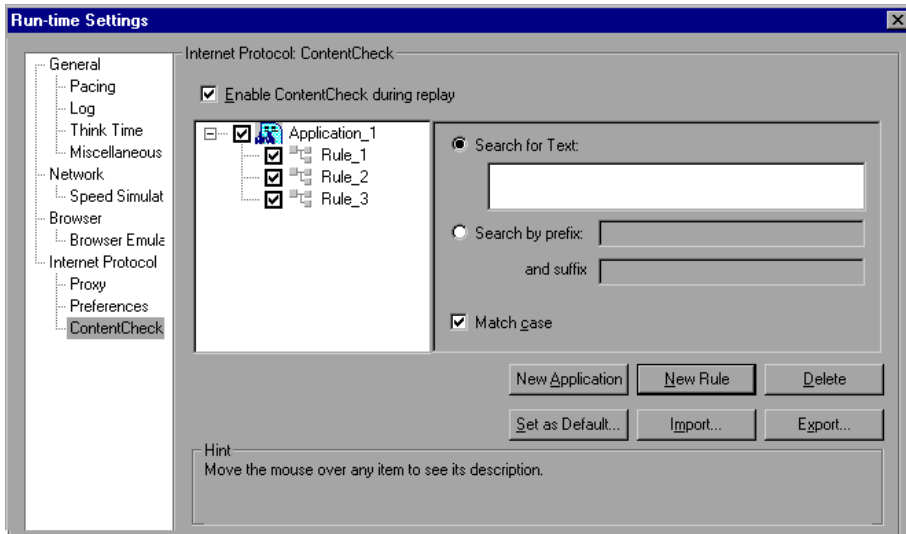 Run-time Settings
General
Pacing
Log
Think Time
Miscellaneous
Network
Speed Simulat
Browser
Browser Emula
Internet Protocol
Proxy
Preferences
ContentCheck
Internet Protocol: ContentCheck
Enable ContentCheck during replay
Application_1
Rule_1
Rule_2
Rule_3
Search for Text:
Search by prefix:
and suffix
Match case
New Application
New Rule
Delete
Set as Default...
Import...
Export...
Hint
Move the mouse over any item to see its description.